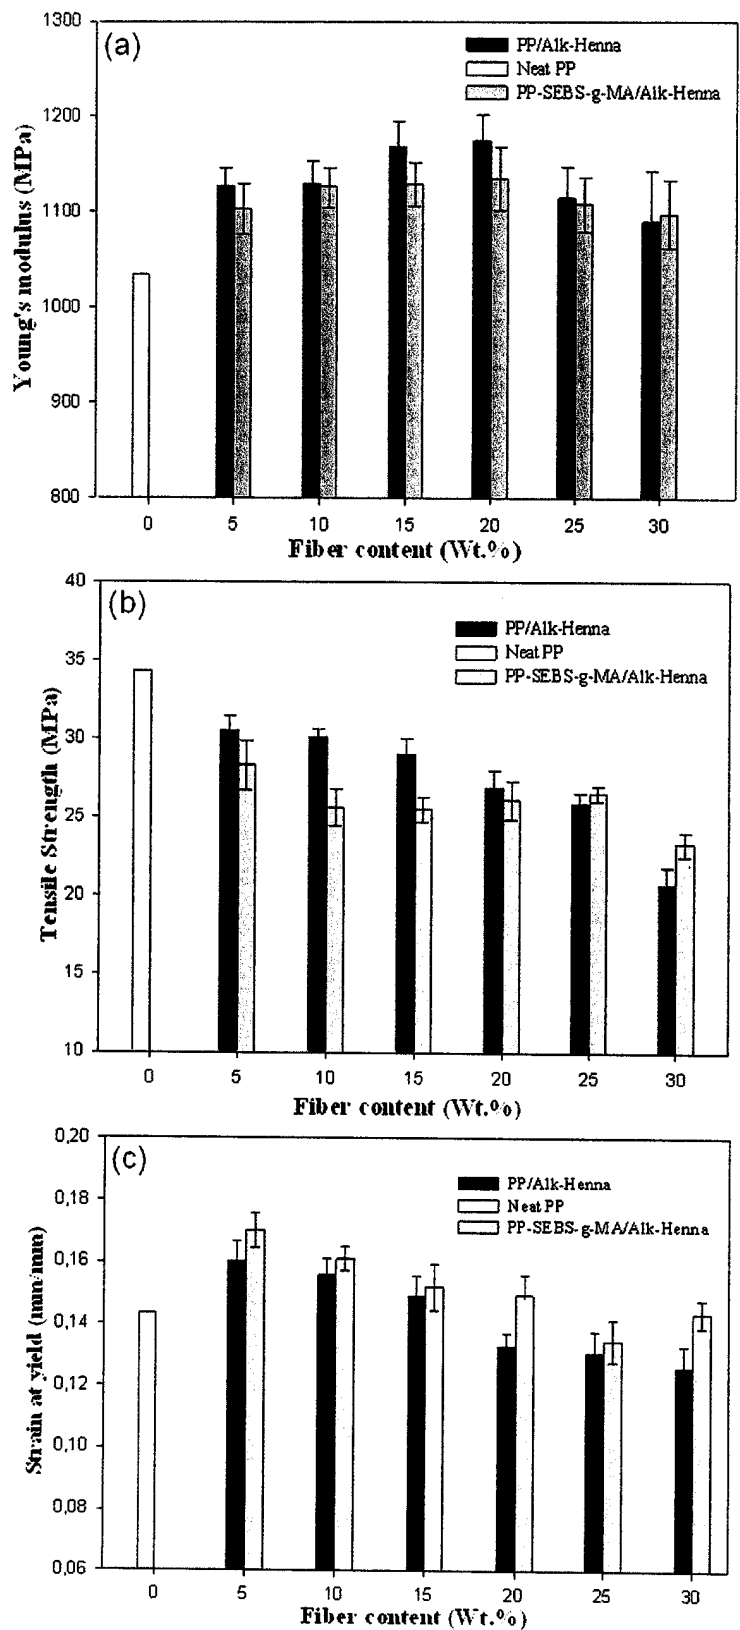 (a)
PP/Alk-Henna
Neat PP
PP-SEBS-g-MA/Alk-Henna
Young's modulus (MPa)
1300
1200
1100
1000
900
800
0 5 10 15 20 25 30
Fiber content (Wt.%)
(b)
PP/Alk-Henna
Neat PP
PP-SEBS-g-MA/Alk-Henna
Tensile Strength (MPa)
40
35
30
25
20
15
10
0 5 10 15 20 25 30
Fiber content (Wt.%)
(c)
PP/Alk-Henna
Neat PP
PP-SEBS-g-MA/Alk-Henna
Strain at yield (mm/mm)
0,20
0,18
0,16
0,14
0,12
0,10
0,08
0,06
0 5 10 15 20 25 30
Fiber content (Wt.%)